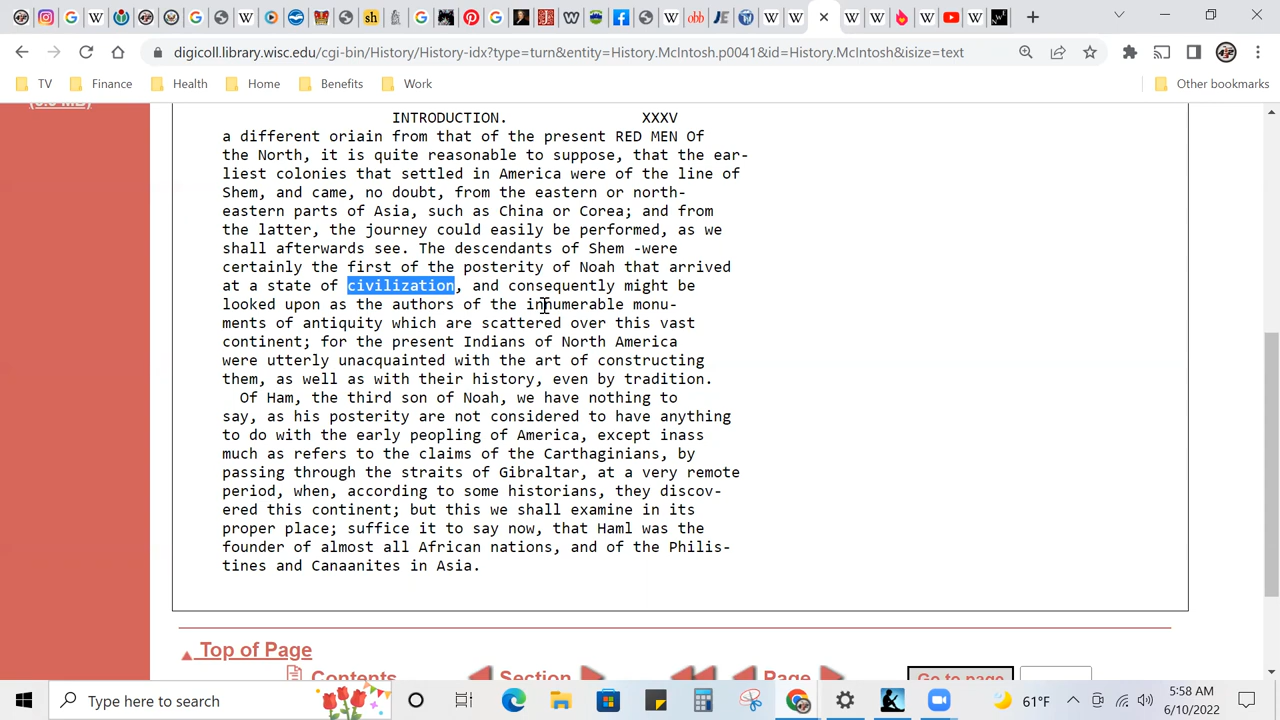 digicoll.library.wisc.edu/cgi-bin/History/History-idx?type=turn&entity=History.McIntosh.p0041&id=History.McIntosh&isize=text
TV Finance Health Home Benefits Work Other bookmarks
INTRODUCTION. XXXV
a different oriain from that of the present RED MEN Of
the North, it is quite reasonable to suppose, that the ear-
liest colonies that settled in America were of the line of
Shem, and came, no doubt, from the eastern or north-
eastern parts of Asia, such as China or Corea; and from
the latter, the journey could easily be performed, as we
shall afterwards see. The descendants of Shem -were
certainly the first of the posterity of Noah that arrived
at a state of civilization, and consequently might be
looked upon as the authors of the innumerable monu-
ments of antiquity which are scattered over this vast
continent; for the present Indians of North America
were utterly unacquainted with the art of constructing
them, as well as with their history, even by tradition.
Of Ham, the third son of Noah, we have nothing to
say, as his posterity are not considered to have anything
to do with the early peopling of America, except inass
much as refers to the claims of the Carthaginians, by
passing through the straits of Gibraltar, at a very remote
period, when, according to some historians, they discov-
ered this continent; but this we shall examine in its
proper place; suffice it to say now, that Haml was the
founder of almost all African nations, and of the Philis-
tines and Canaanites in Asia.
Top of Page
Contents Section Page Go to page
Type here to search
61°F
5:58 AM
6/10/2022